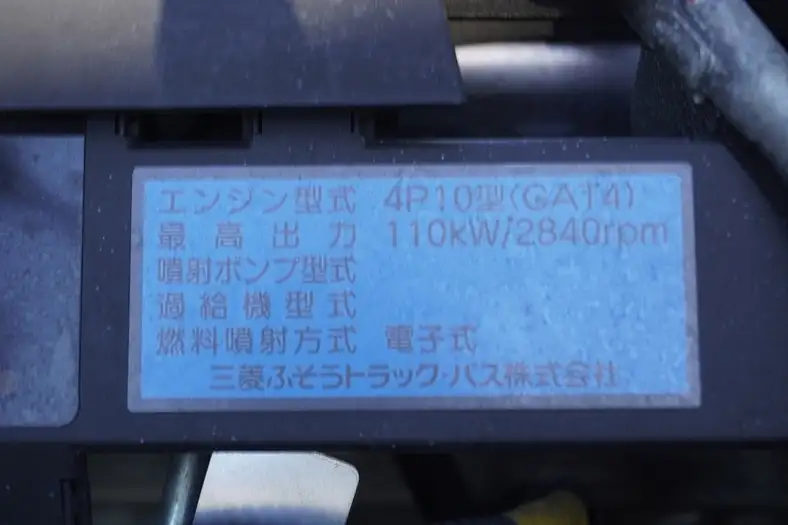 エンジン型式 4P10型(GAT4)
最高出力 110kW/2840rpm
噴射ポンプ型式
過給機型式
燃料噴射方式 電子式
三菱ふそうトラック・バス株式会社